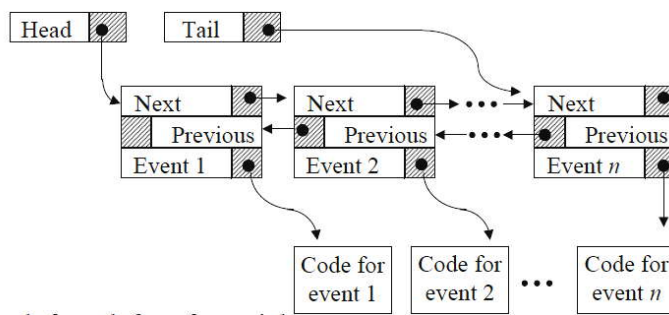 Head
Tail
Next
Next
Next
Previous
Previous
Previous
Event 1
Event 2
Event n
Code for
event 1
Code for
event 2
Code for
event n